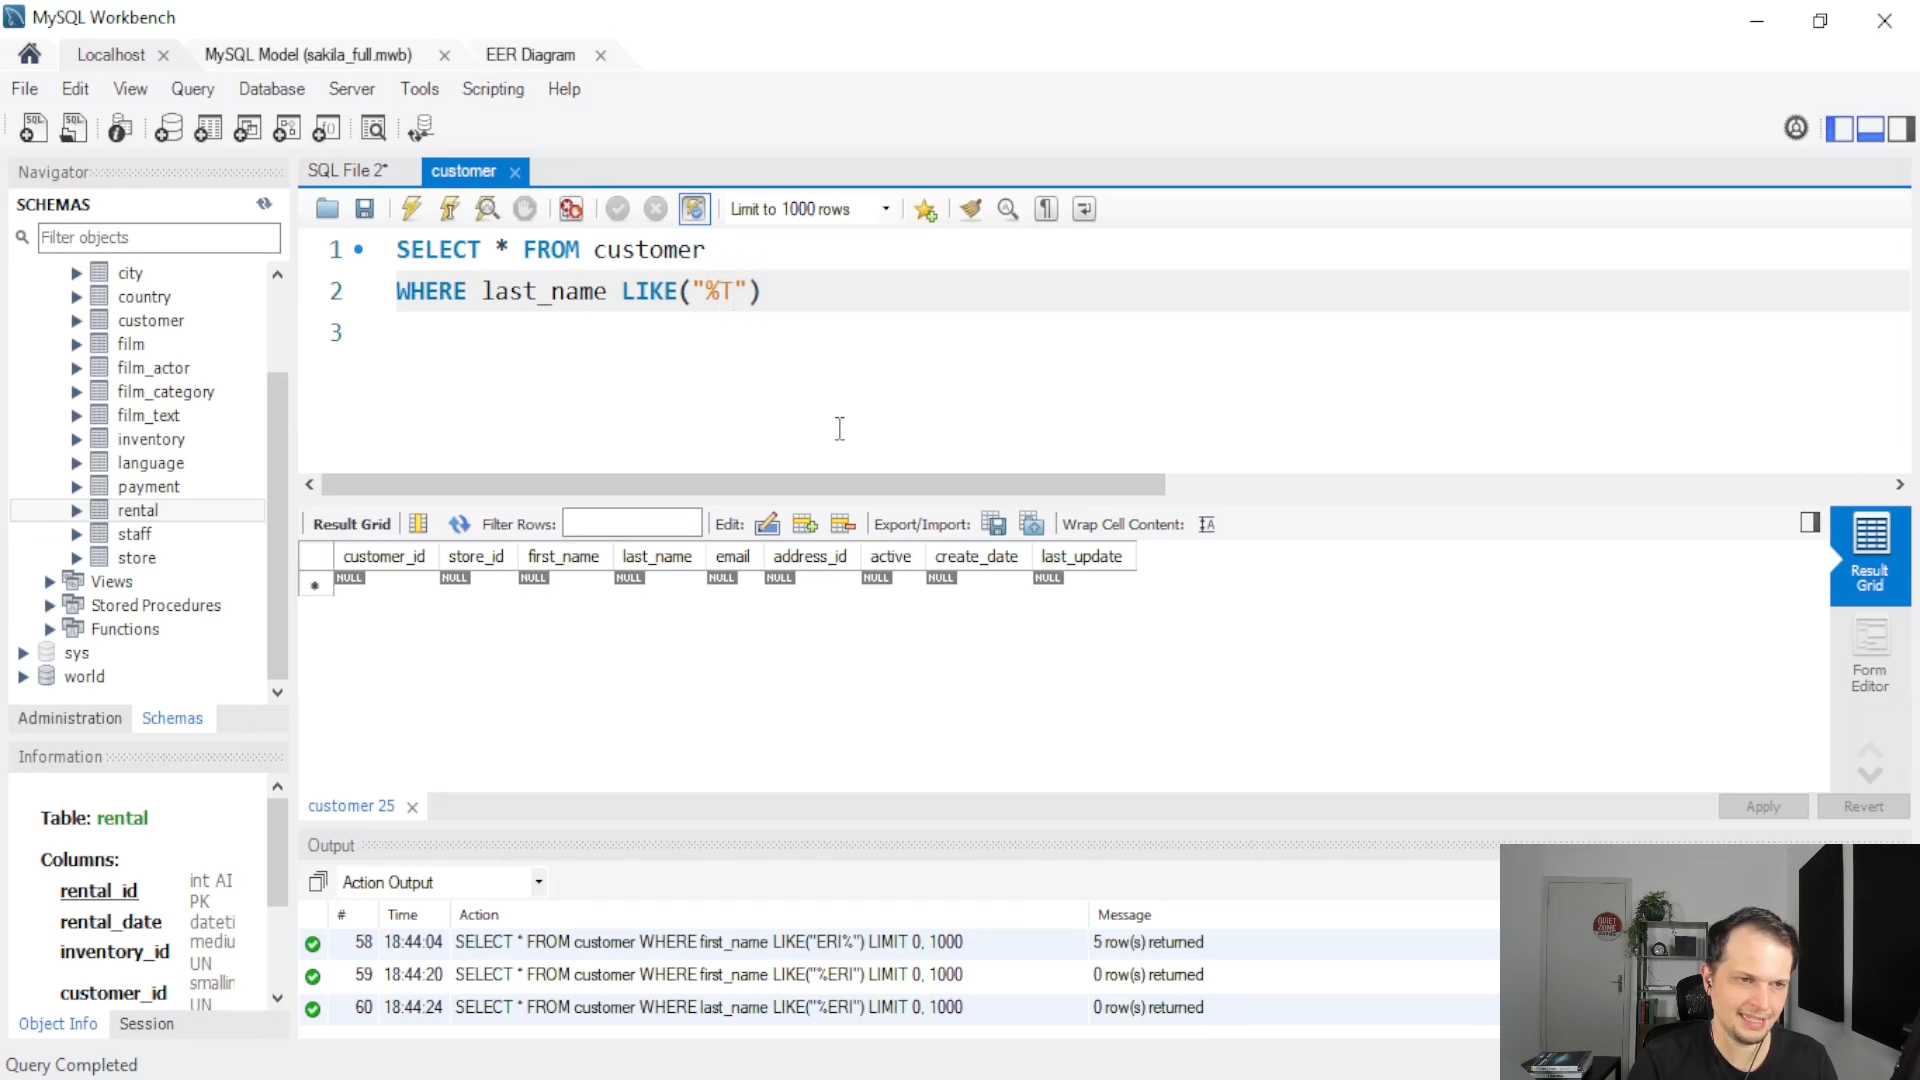 MySQL Workbench
Localhost
MySQL Model (sakila_full.mwb)
EER Diagram
File Edit View Query Database Server Tools Scripting Help
Navigator
SCHEMAS
Filter objects
city
country
customer
film
film_actor
film_category
film_text
inventory
language
payment
rental
staff
store
Views
Stored Procedures
Functions
sys
world
Administration Schemas
Information
Table: rental
Columns:
rental_id int AI
PK
rental_date dateti
inventory_id mediu
UN
customer_id smallir
UN
Object Info Session
Query Completed
SQL File 2* customer
Limit to 1000 rows
1 SELECT * FROM customer
2 WHERE last_name LIKE("%T")
3
Result Grid Filter Rows: Edit: Export/Import: Wrap Cell Content:
customer_id store_id first_name last_name email address_id active create_date last_update
NULL NULL NULL NULL NULL NULL NULL NULL NULL
Result
Grid
Form
Editor
customer 25
Apply Revert
Output
Action Output
# Time Action Message
58 18:44:04 SELECT * FROM customer WHERE first_name LIKE("ERI%") LIMIT 0, 1000 5 row(s) returned
59 18:44:20 SELECT * FROM customer WHERE first_name LIKE("%ERI") LIMIT 0, 1000 0 row(s) returned
60 18:44:24 SELECT * FROM customer WHERE last_name LIKE("%ERI") LIMIT 0, 1000 0 row(s) returned
QUIET
ZONE